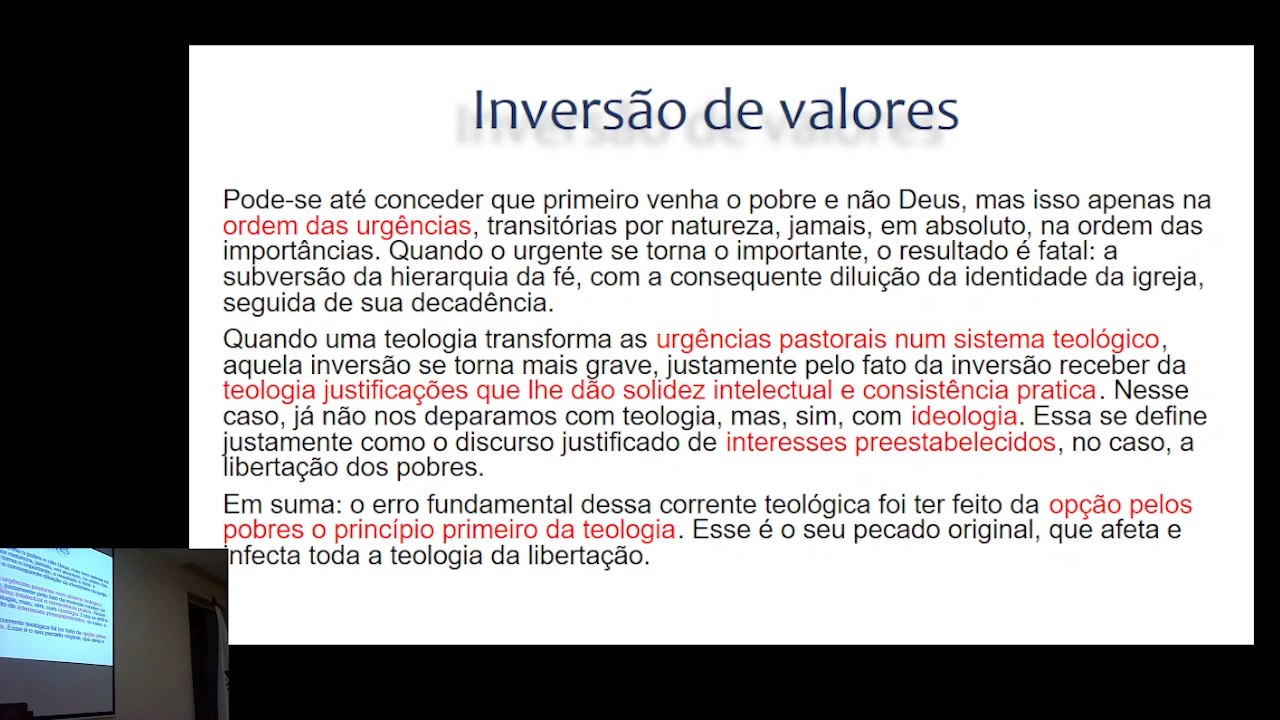 Inversão de valores
Pode-se até conceder que primeiro venha o pobre e não Deus, mas isso apenas na
ordem das urgências, transitórias por natureza, jamais, em absoluto, na ordem das
importâncias. Quando o urgente se torna o importante, o resultado é fatal: a
subversão da hierarquia da fé, com a consequente diluição da identidade da igreja,
seguida de sua decadência.
Quando uma teologia transforma as urgências pastorais num sistema teológico,
aquela inversão se torna mais grave, justamente pelo fato da inversão receber da
teologia justificações que lhe dão solidez intelectual e consistência pratica. Nesse
caso, já não nos deparamos com teologia, mas, sim, com ideologia. Essa se define
justamente como o discurso justificado de interesses preestabelecidos, no caso, a
libertação dos pobres.
Em suma: o erro fundamental dessa corrente teológica foi ter feito da opção pelos
pobres o princípio primeiro da teologia. Esse é o seu pecado original, que afeta e
infecta toda a teologia da libertação.